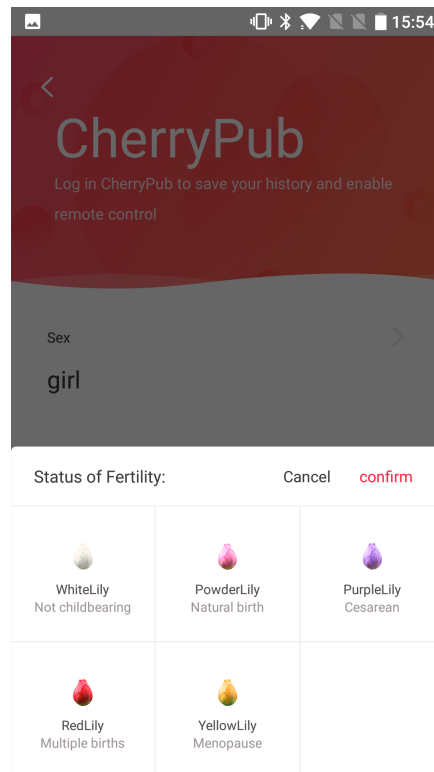 15:54
CherryPub
Log in CherryPub to save your history and enable
remote control
Sex
girl
Status of Fertility:
Cancel
confirm
WhiteLily
Not childbearing
PowderLily
Natural birth
PurpleLily
Cesarean
RedLily
Multiple births
YellowLily
Menopause